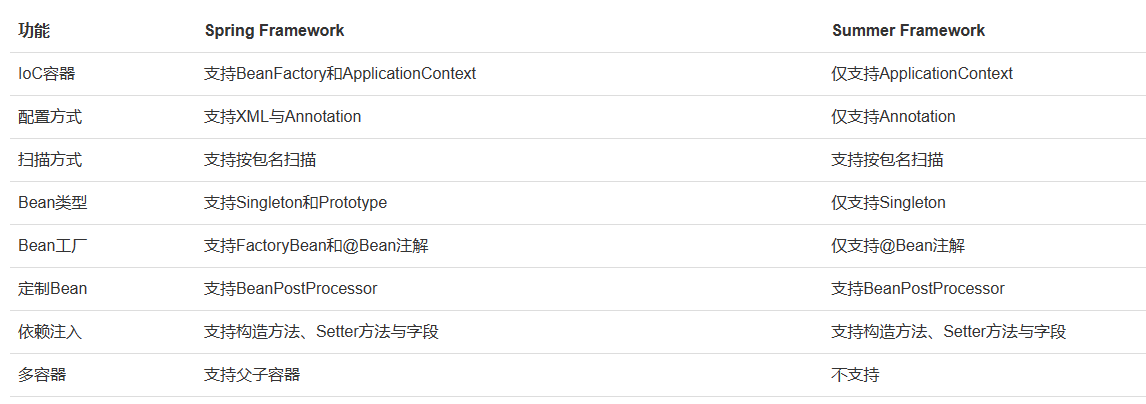 功能 Spring Framework Summer Framework
IoC容器 支持BeanFactory和ApplicationContext 仅支持ApplicationContext
配置方式 支持XML与Annotation 仅支持Annotation
扫描方式 支持按包名扫描 支持按包名扫描
Bean类型 支持Singleton和Prototype 仅支持Singleton
Bean工厂 支持FactoryBean和@Bean注解 仅支持@Bean注解
定制Bean 支持BeanPostProcessor 支持BeanPostProcessor
依赖注入 支持构造方法、Setter方法与字段 支持构造方法、Setter方法与字段
多容器 支持父子容器 不支持